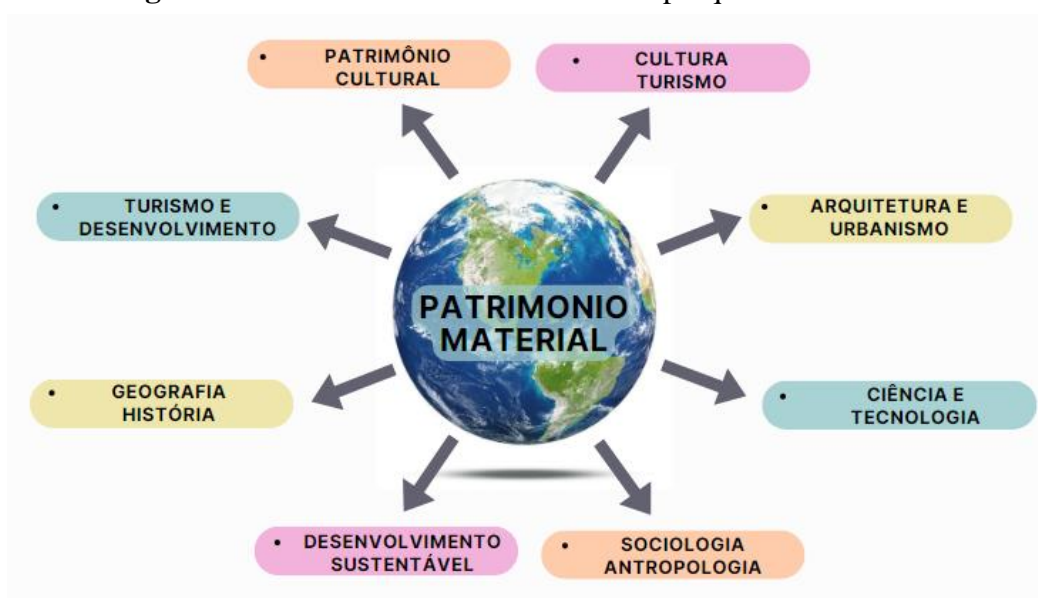 • PATRIMÔNIO
CULTURAL
• CULTURA
TURISMO
• TURISMO E
DESENVOLVIMENTO
• ARQUITETURA E
URBANISMO
PATRIMONIO
MATERIAL
• GEOGRAFIA
HISTÓRIA
• CIÊNCIA E
TECNOLOGIA
• DESENVOLVIMENTO
SUSTENTÁVEL
• SOCIOLOGIA
ANTROPOLOGIA